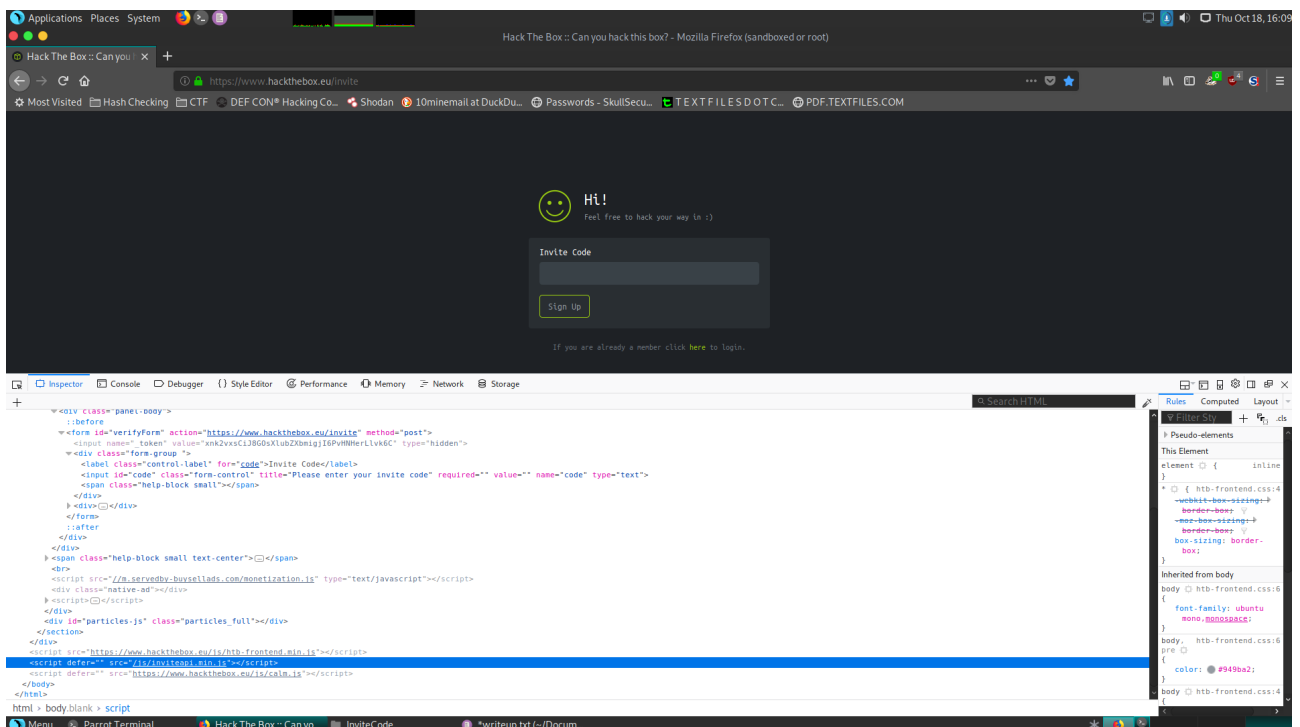 Applications Places System
Thu Oct 18, 16:09
Hack The Box :: Can you hack this box? - Mozilla Firefox (sandboxed or root)
Hack The Box :: Can you
https://www.hackthebox.eu/invite
Most Visited Hash Checking CTF DEF CON® Hacking Co... Shodan 10minemail at DuckDu... Passwords - SkullSecu... T E X T F I L E S D O T C... PDF.TEXTFILES.COM
Hi!
Feel free to hack your way in :)
Invite Code
Sign Up
If you are already a member click here to login.
Inspector Console Debugger {} Style Editor Performance Memory Network Storage
+ Search HTML
<div class="panel-body">
::before
<form id="verifyForm" action="https://www.hackthebox.eu/invite" method="post">
<input name="_token" value="xnk2vxsCiJ8GOsXlubZXbmigjI6PvHNHerLlvk6C" type="hidden">
<div class="form-group ">
<label class="control-label" for="code">Invite Code</label>
<input id="code" class="form-control" title="Please enter your invite code" required="" value="" name="code" type="text">
<span class="help-block small"></span>
</div>
<div></div>
</form>
::after
</div>
</div>
<span class="help-block small text-center"></span>
<br>
<script src="//m.servedby-buysellads.com/monetization.js" type="text/javascript"></script>
<div class="native-ad"></div>
<script></script>
</div>
<div id="particles-js" class="particles_full"></div>
</section>
</div>
<script src="https://www.hackthebox.eu/js/htb-frontend.min.js"></script>
<script defer="" src="/js/inviteapi.min.js"></script>
<script defer="" src="https://www.hackthebox.eu/js/calm.js"></script>
</body>
</html>
html > body.blank > script
Rules Computed Layout
Filter Sty + .cls
Pseudo-elements
This Element
element { inline
}
* { htb-frontend.css:4
-webkit-box-sizing:
border-box;
-moz-box-sizing:
border-box;
box-sizing: border-
box;
}
Inherited from body
body htb-frontend.css:6
{
font-family: ubuntu
mono,monospace;
}
body, htb-frontend.css:6
pre
{
color: #949ba2;
}
body htb-frontend.css:4
{
Menu Parrot Terminal Hack The Box :: Can yo InviteCode *writeup.txt (~/Docum